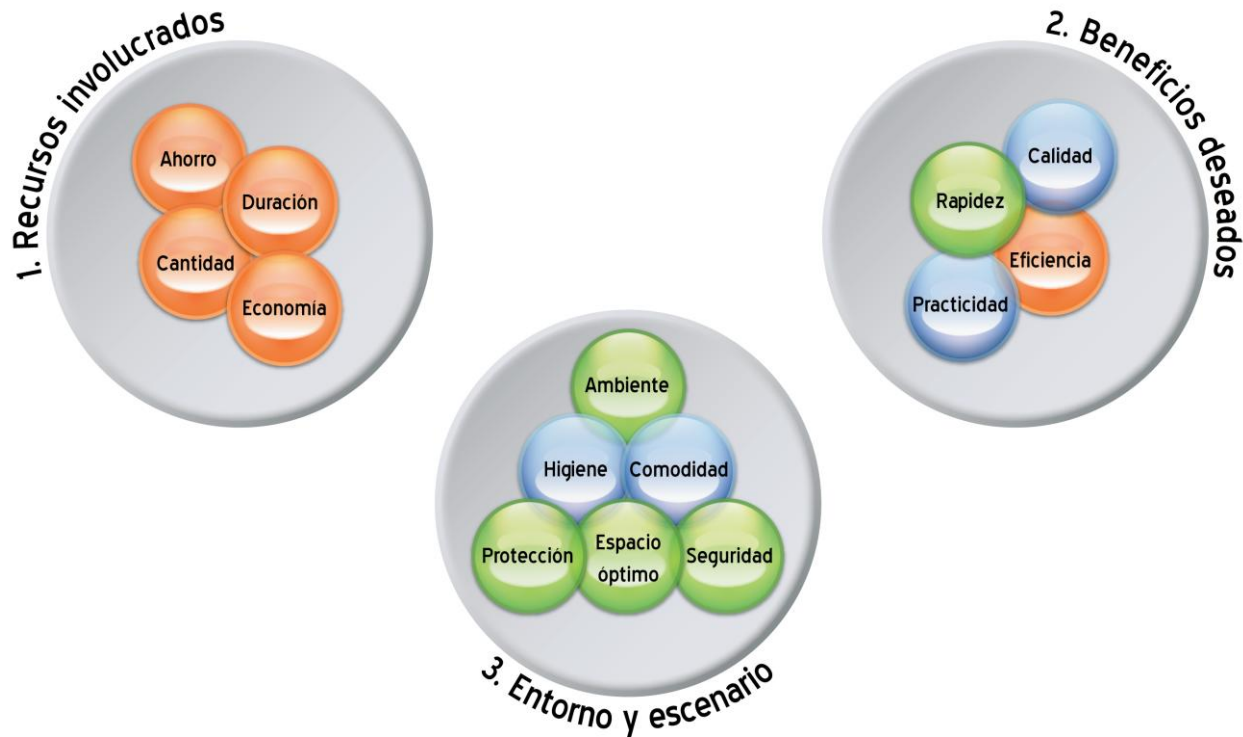 1. Recursos involucrados
Ahorro
Duración
Cantidad
Economía
2. Beneficios deseados
Calidad
Rapidez
Eficiencia
Practicidad
3. Entorno y escenario
Ambiente
Higiene
Comodidad
Protección
Espacio
óptimo
Seguridad